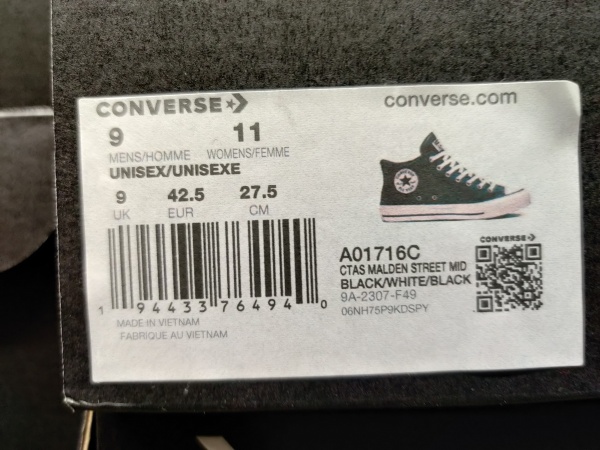 CONVERSE
converse.com
9 11
MENS/HOMME WOMENS/FEMME
UNISEX/UNISEXE
9 42.5 27.5
UK EUR CM
1 94433 76494 0
MADE IN VIETNAM
FABRIQUE AU VIETNAM
CONVERSE
A01716C
CTAS MALDEN STREET MID
BLACK/WHITE/BLACK
9A-2307-F49
06NH75P9KDSPY